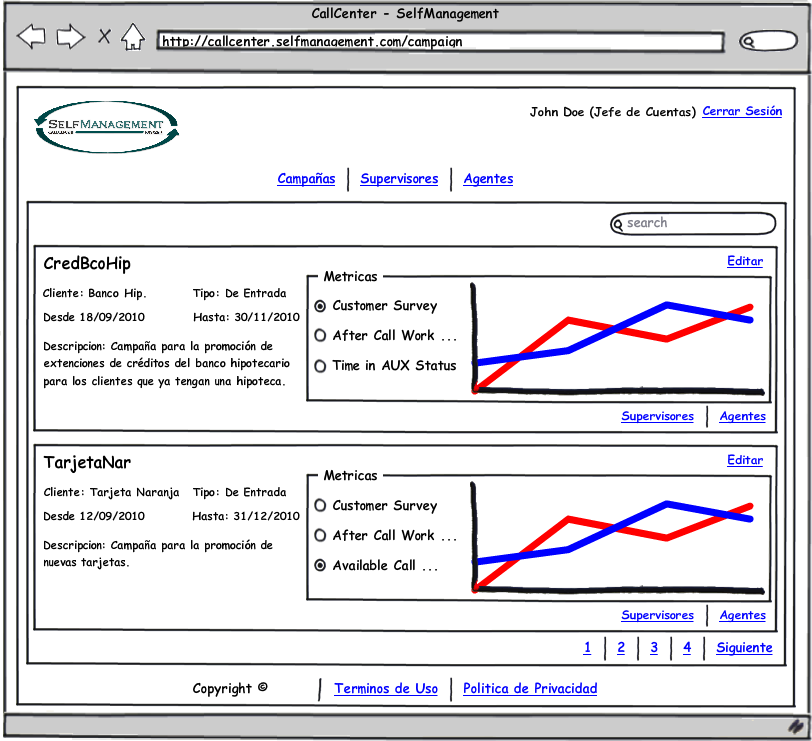 CallCenter - SelfManagement
http://callcenter.selfmanagement.com/campaign
SELFMANAGEMENT
John Doe (Jefe de Cuentas) Cerrar Sesión
Campañas Supervisores Agentes
search
CredBcoHip
Editar
Cliente: Banco Hip. Tipo: De Entrada
Desde 18/09/2010 Hasta: 30/11/2010
Descripcion: Campaña para la promoción de
extenciones de créditos del banco hipotecario
para los clientes que ya tengan una hipoteca.
Metricas
Customer Survey
After Call Work ...
Time in AUX Status
Supervisores Agentes
TarjetaNar
Editar
Cliente: Tarjeta Naranja Tipo: De Entrada
Desde 12/09/2010 Hasta: 31/12/2010
Descripcion: Campaña para la promoción de
nuevas tarjetas.
Metricas
Customer Survey
After Call Work ...
Available Call ...
Supervisores Agentes
1 2 3 4 Siguiente
Copyright © Terminos de Uso Politica de Privacidad